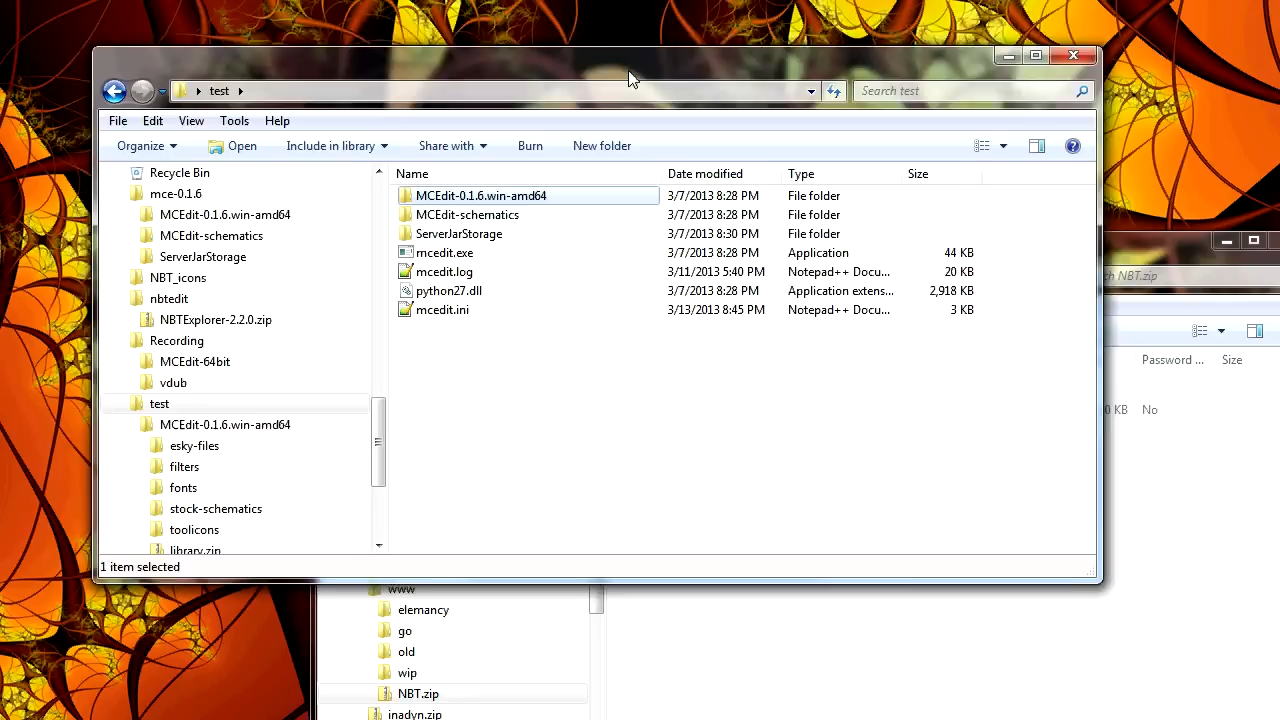 test
Search test
File Edit View Tools Help
Organize Open Include in library Share with Burn New folder
Name Date modified Type Size
Recycle Bin
mce-0.1.6
MCEdit-0.1.6.win-amd64
MCEdit-schematics
ServerJarStorage
NBT_icons
nbtedit
NBTExplorer-2.2.0.zip
Recording
MCEdit-64bit
vdub
test
MCEdit-0.1.6.win-amd64
esky-files
filters
fonts
stock-schematics
toolicons
library.zip
MCEdit-0.1.6.win-amd64 3/7/2013 8:28 PM File folder
MCEdit-schematics 3/7/2013 8:28 PM File folder
ServerJarStorage 3/7/2013 8:30 PM File folder
mcedit.exe 3/7/2013 8:28 PM Application 44 KB
mcedit.log 3/11/2013 5:40 PM Notepad++ Docu... 20 KB
python27.dll 3/7/2013 8:28 PM Application extens... 2,918 KB
mcedit.ini 3/13/2013 8:45 PM Notepad++ Docu... 3 KB
1 item selected
NBT.zip
Password ... Size
KB No
www
elemancy
go
old
wip
NBT.zip
inadyn.zip